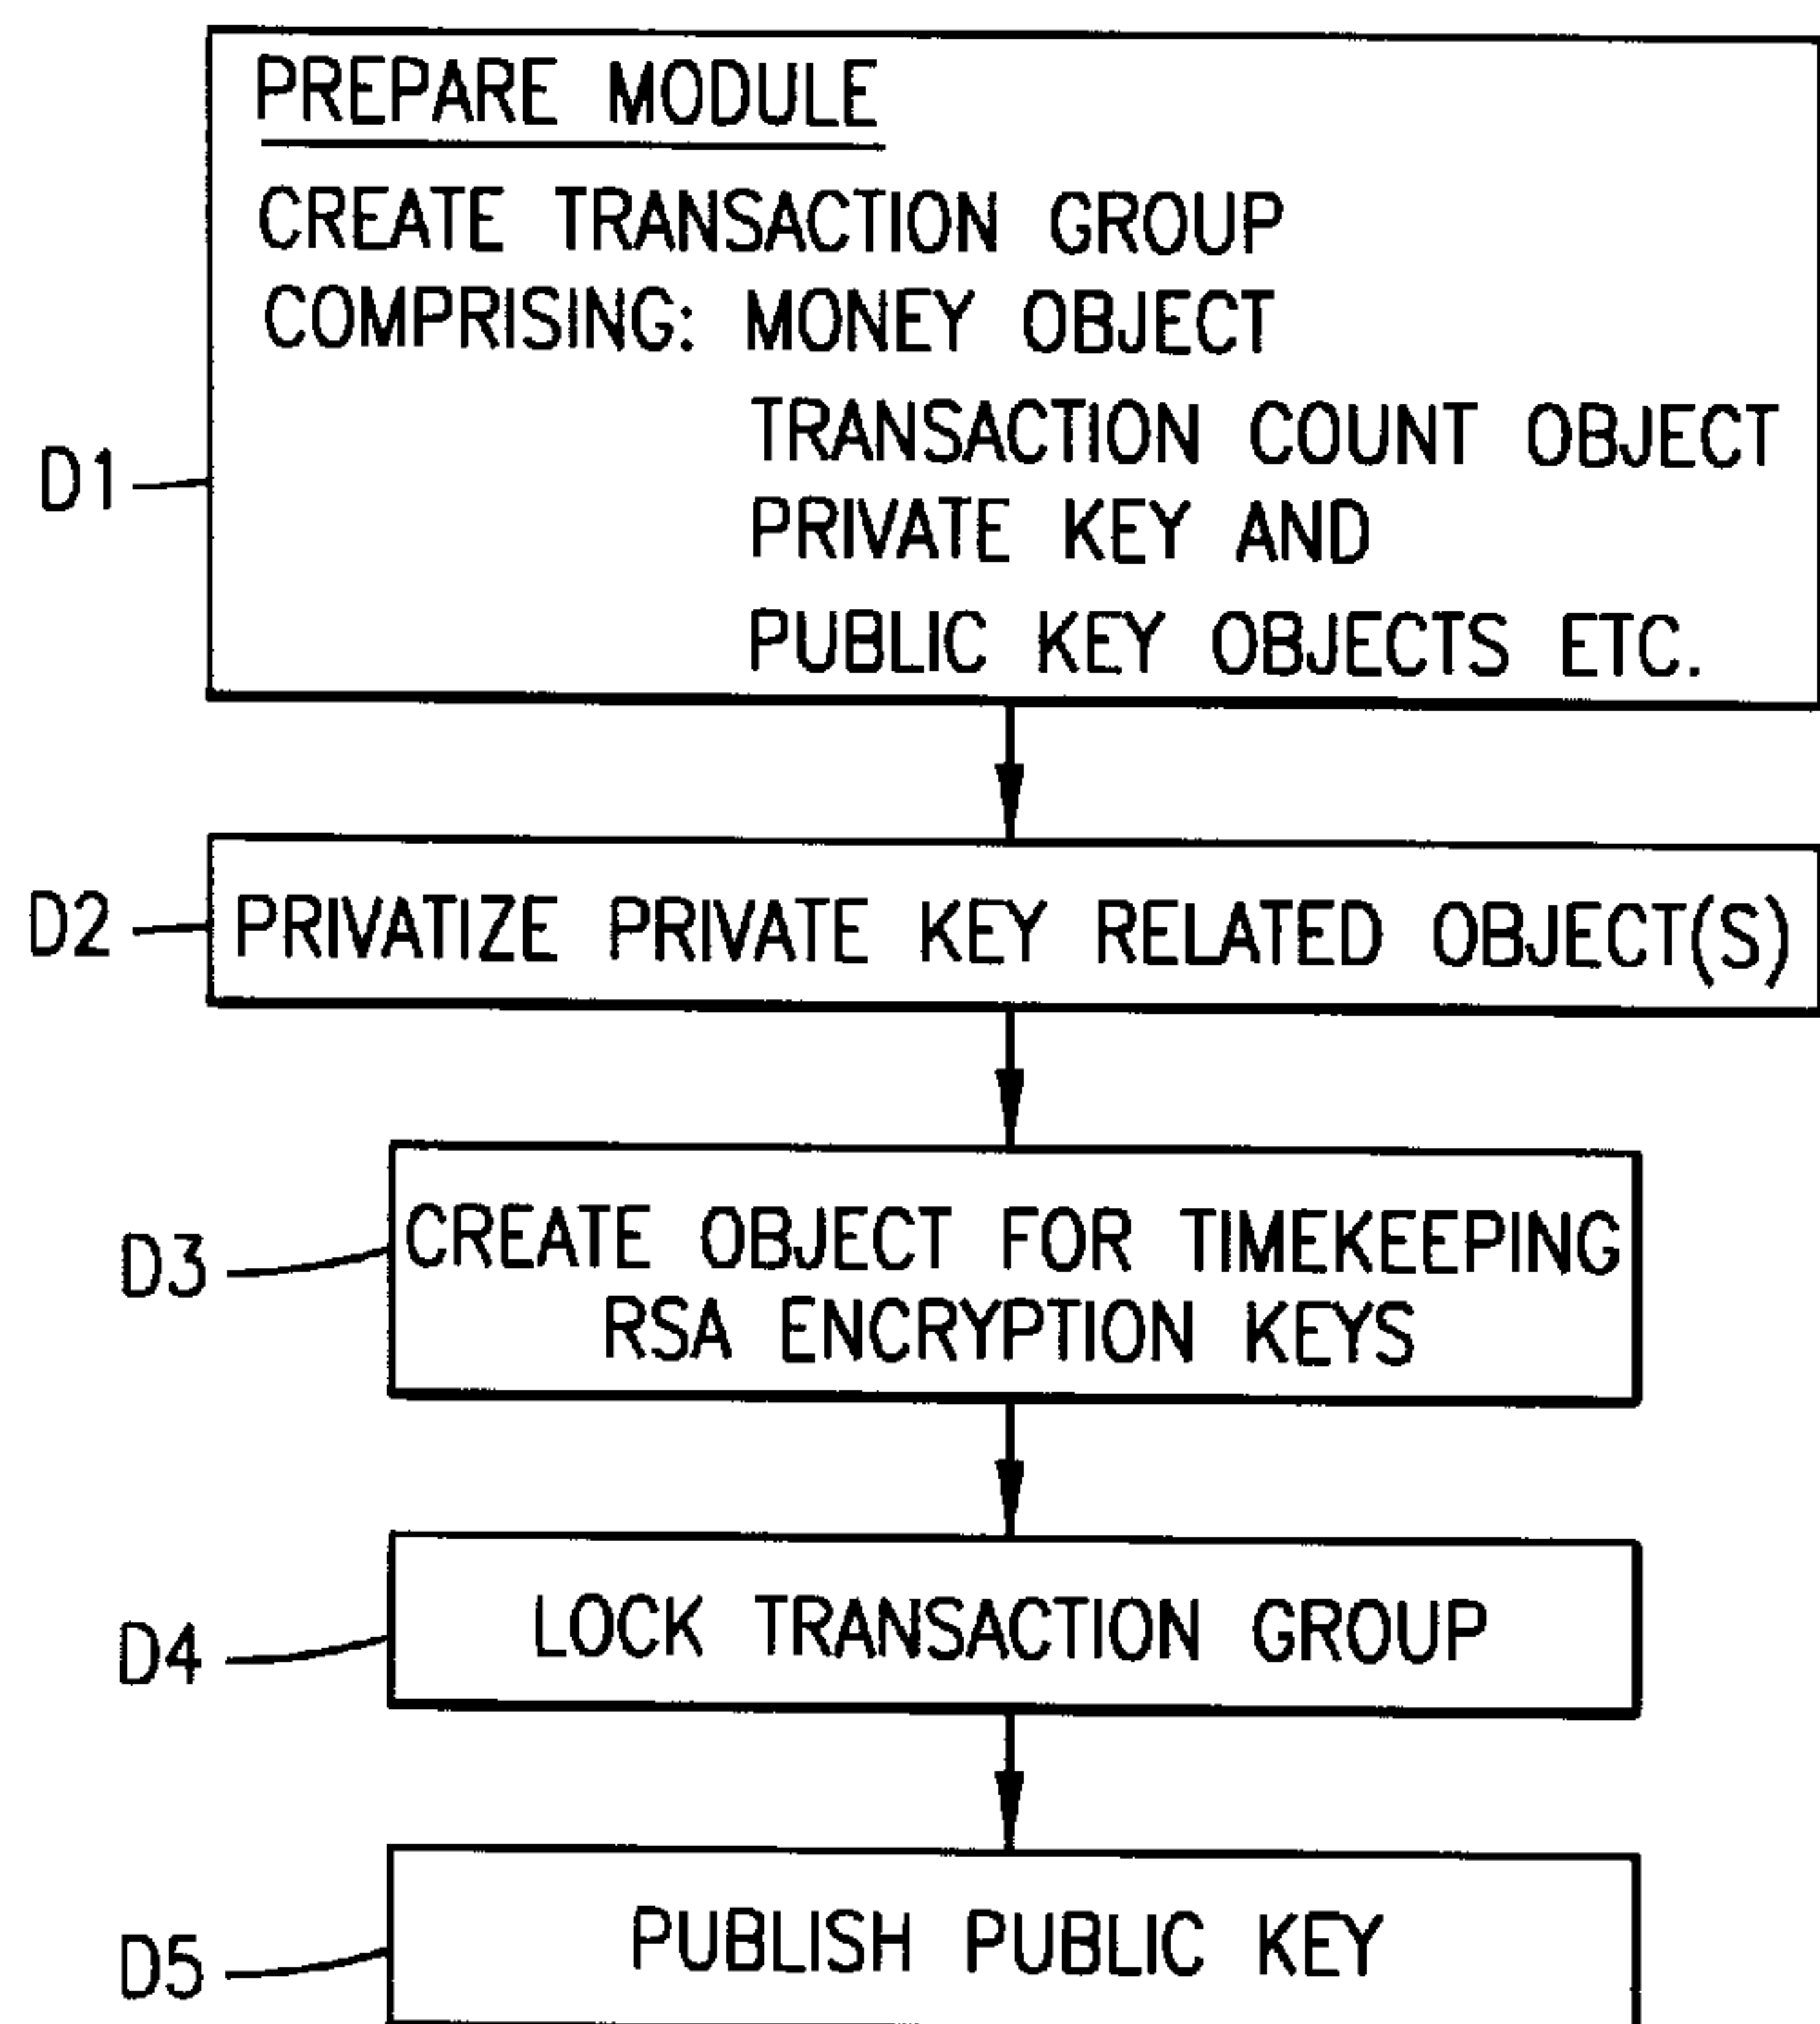 PREPARE MODULE
CREATE TRANSACTION GROUP
COMPRISING: MONEY OBJECT
TRANSACTION COUNT OBJECT
D1
PRIVATE KEY AND
PUBLIC KEY OBJECTS ETC.
D2 PRIVATIZE PRIVATE KEY RELATED OBJECT(S)
D3 CREATE OBJECT FOR TIMEKEEPING
RSA ENCRYPTION KEYS
D4 LOCK TRANSACTION GROUP
D5 PUBLISH PUBLIC KEY